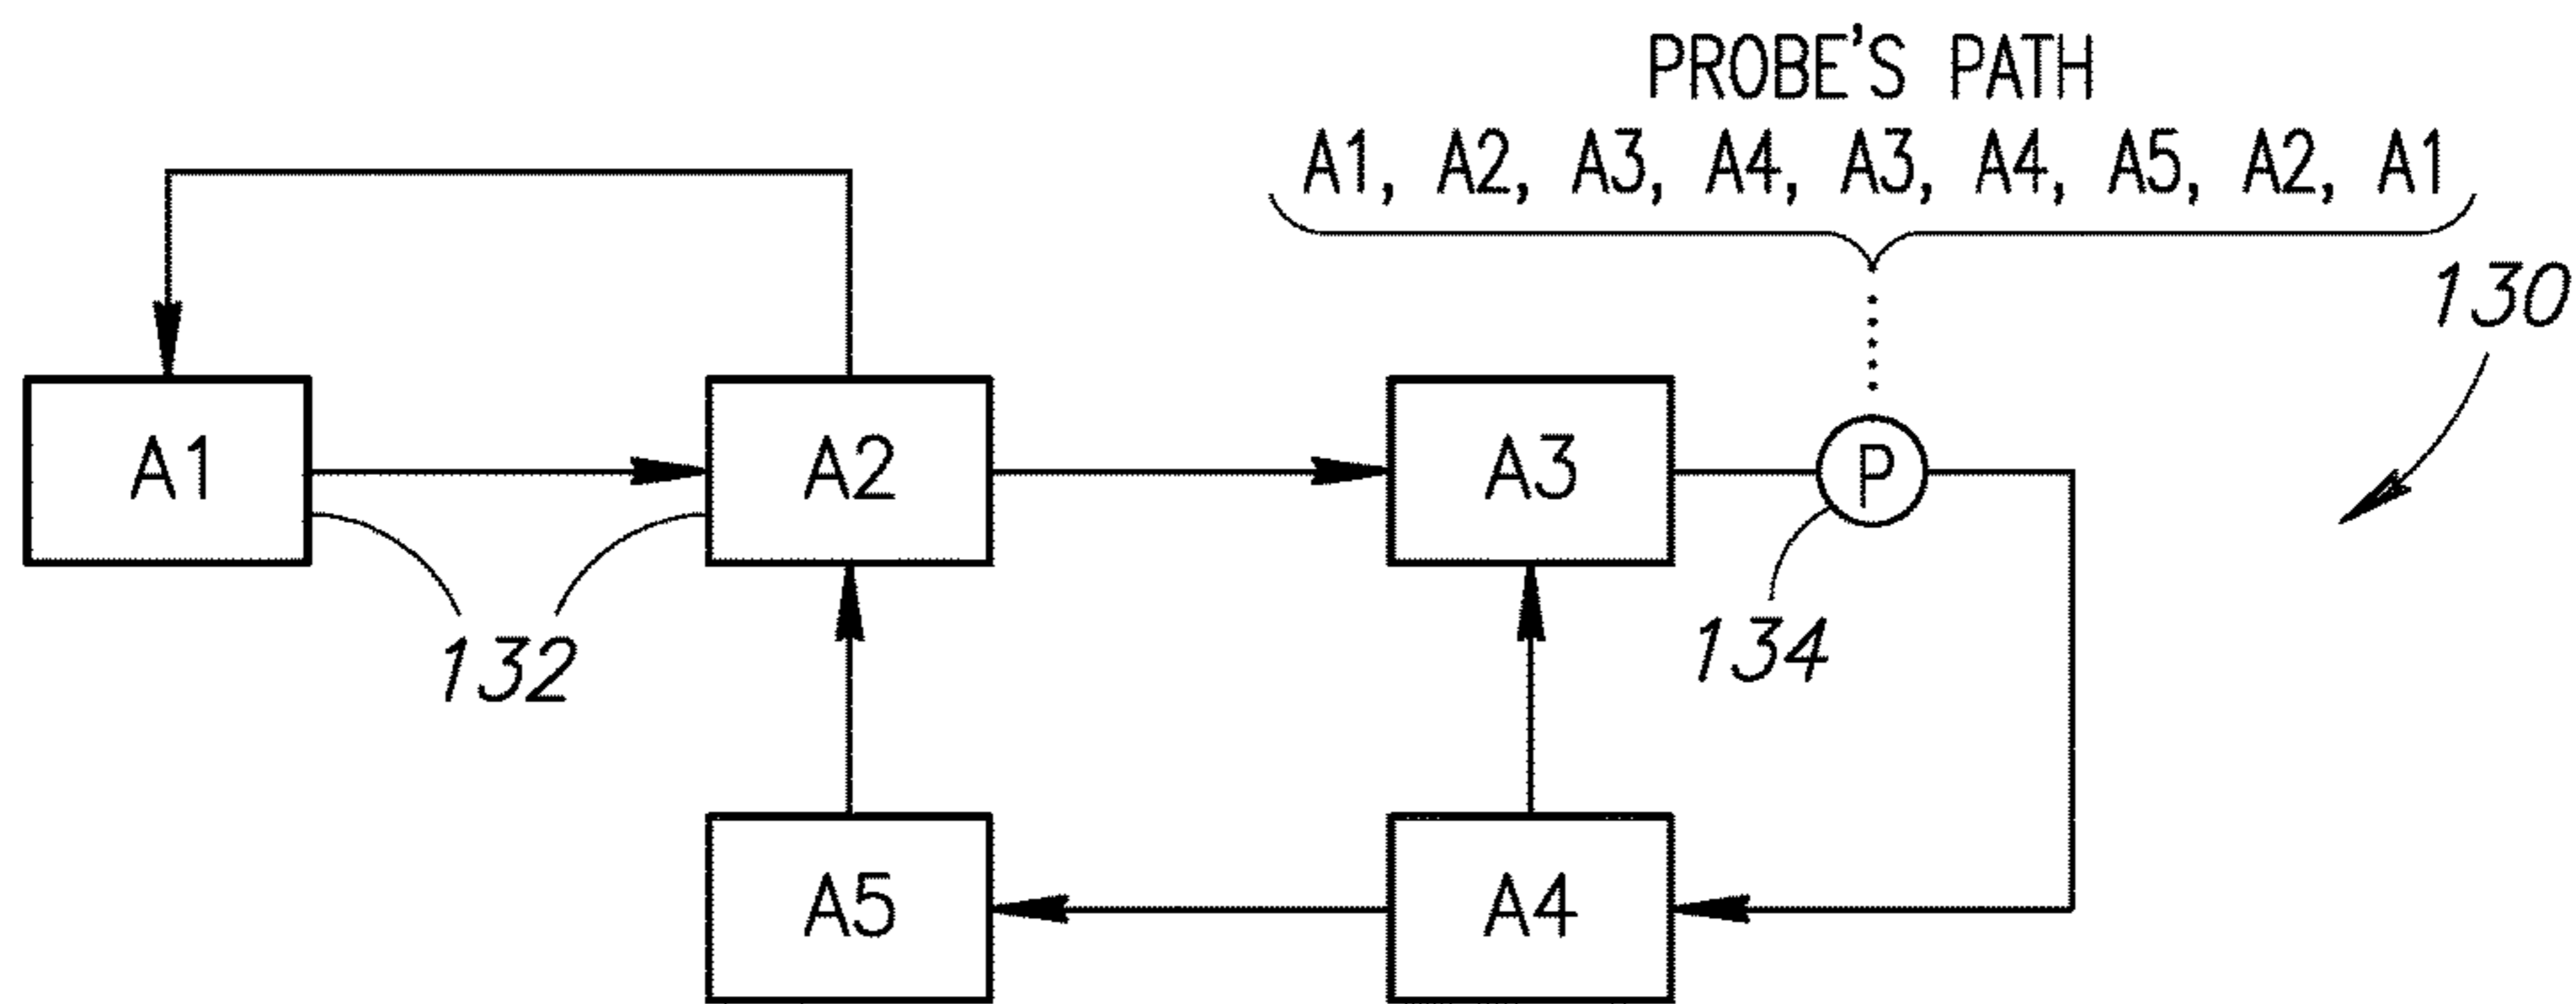 PROBE'S PATH
A1, A2, A3, A4, A3, A4, A5, A2, A1
130
A1
A2
A3
P
132
134
A5
A4